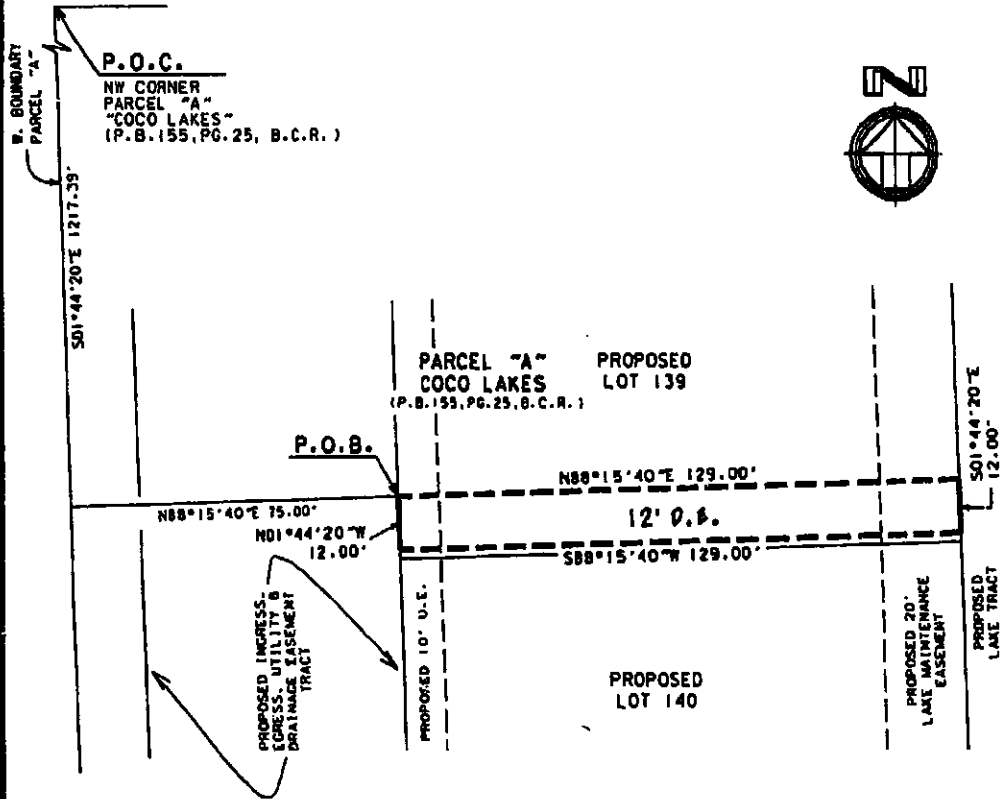 W. BOUNDARY
PARCEL "A"
P.O.C.
NW CORNER
PARCEL "A"
"COCO LAKES"
(P.B.155,PG.25, B.C.R.)
N
S01°44'20"E 1217.39'
PARCEL "A"
COCO LAKES
(P.B.155,PG.25,B.C.R.)
PROPOSED
LOT 139
P.O.B.
N88°15'40"E 75.00'
N01°44'20"W
12.00'
N88°15'40"E 129.00'
12' D.E.
S88°15'40"W 129.00'
S01°44'20"E
12.00'
PROPOSED INGRESS.
EGRESS. UTILITY &
DRAINAGE EASEMENT
TRACT
PROPOSED 10' U.E.
PROPOSED
LOT 140
PROPOSED 20'
LAKE MAINTENANCE
EASEMENT
PROPOSED
LAKE TRACT